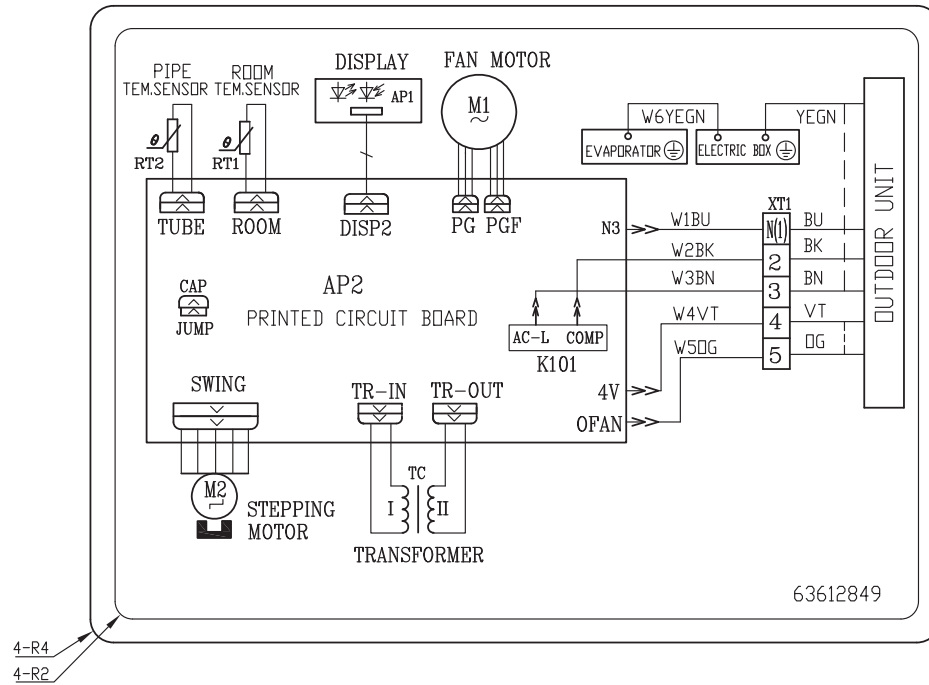 PIPE
TEM.SENSOR
ROOM
TEM.SENSOR
DISPLAY
FAN MOTOR
AP1
M1
~
θ
RT2
θ
RT1
W6YEGN
YEGN
EVAPORATOR
ELECTRIC BOX
OUTDOOR UNIT
TUBE
ROOM
DISP2
PG
PGF
N3
W1BU
XT1
N(1)
BU
W2BK
2
BK
W3BN
3
BN
W4VT
4
VT
W5OG
5
OG
CAP
JUMP
AP2
PRINTED CIRCUIT BOARD
AC-L
COMP
K101
SWING
TR-IN
TR-OUT
4V
OFAN
M2
STEPPING
MOTOR
TC
I
II
TRANSFORMER
63612849
4-R4
4-R2